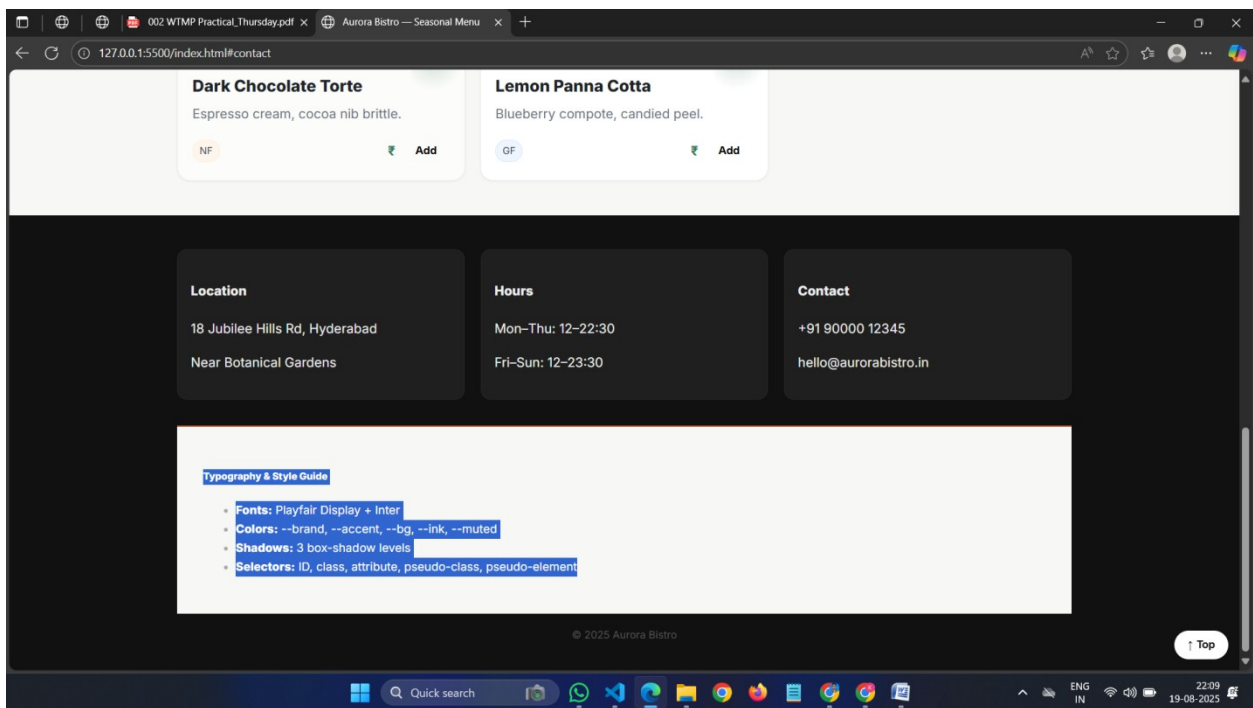 002 WTMP Practical_Thursday.pdf
Aurora Bistro — Seasonal Menu
127.0.0.1:5500/index.html#contact
Dark Chocolate Torte
Lemon Panna Cotta
Espresso cream, cocoa nib brittle.
Blueberry compote, candied peel.
NF ₹ Add
GF ₹ Add
Location
18 Jubilee Hills Rd, Hyderabad
Near Botanical Gardens
Hours
Mon–Thu: 12–22:30
Fri–Sun: 12–23:30
Contact
+91 90000 12345
hello@aurorabistro.in
Typography & Style Guide
Fonts: Playfair Display + Inter
Colors: --brand, --accent, --bg, --ink, --muted
Shadows: 3 box-shadow levels
Selectors: ID, class, attribute, pseudo-class, pseudo-element
© 2025 Aurora Bistro
↑ Top
Quick search
ENG
IN
22:09
19-08-2025